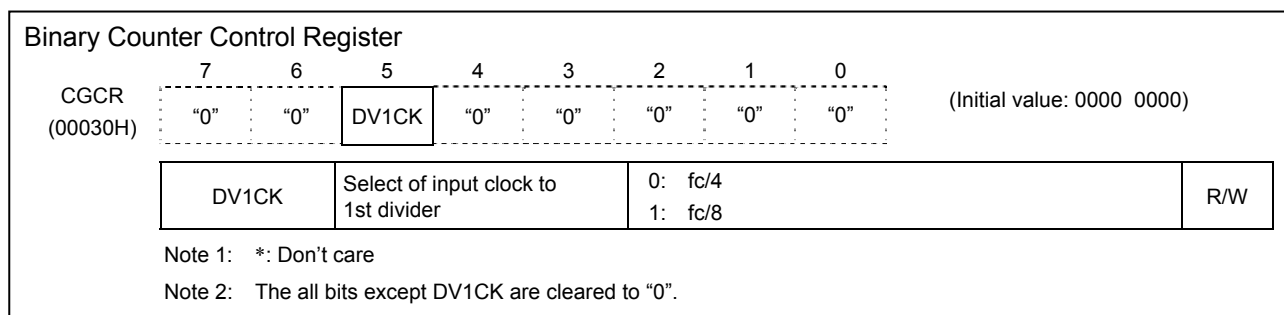 Binary Counter Control Register
7 6 5 4 3 2 1 0
CGCR
(00030H)
“0” “0” DV1CK “0” “0” “0” “0” “0”
(Initial value: 0000 0000)
DV1CK
Select of input clock to
1st divider
0: fc/4
1: fc/8
R/W
Note 1: *: Don’t care
Note 2: The all bits except DV1CK are cleared to “0”.